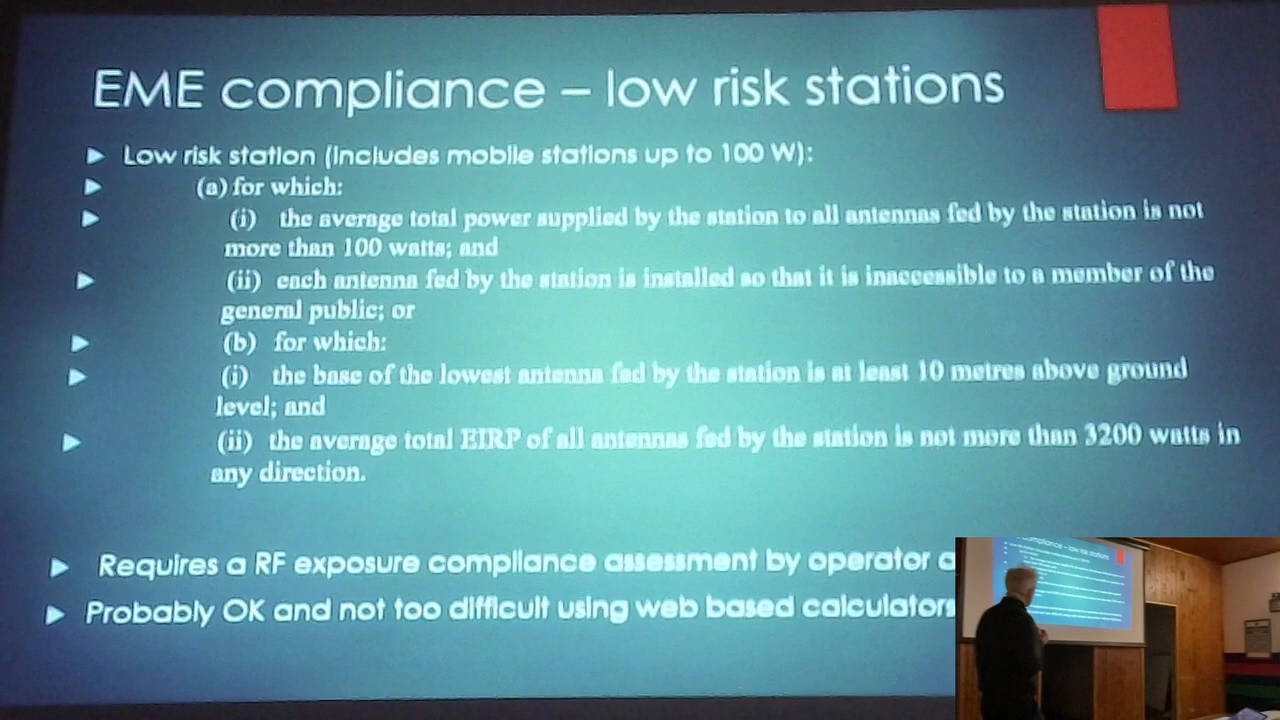 EME compliance – low risk stations
Low risk station (includes mobile stations up to 100 W):
(a) for which:
(i) the average total power supplied by the station to all antennas fed by the station is not
more than 100 watts; and
(ii) each antenna fed by the station is installed so that it is inaccessible to a member of the
general public; or
(b) for which:
(i) the base of the lowest antenna fed by the station is at least 10 metres above ground
level; and
(ii) the average total EIRP of all antennas fed by the station is not more than 3200 watts in
any direction.
Requires a RF exposure compliance assessment by operator
Probably OK and not too difficult using web based calculators
compliance – low risk stations